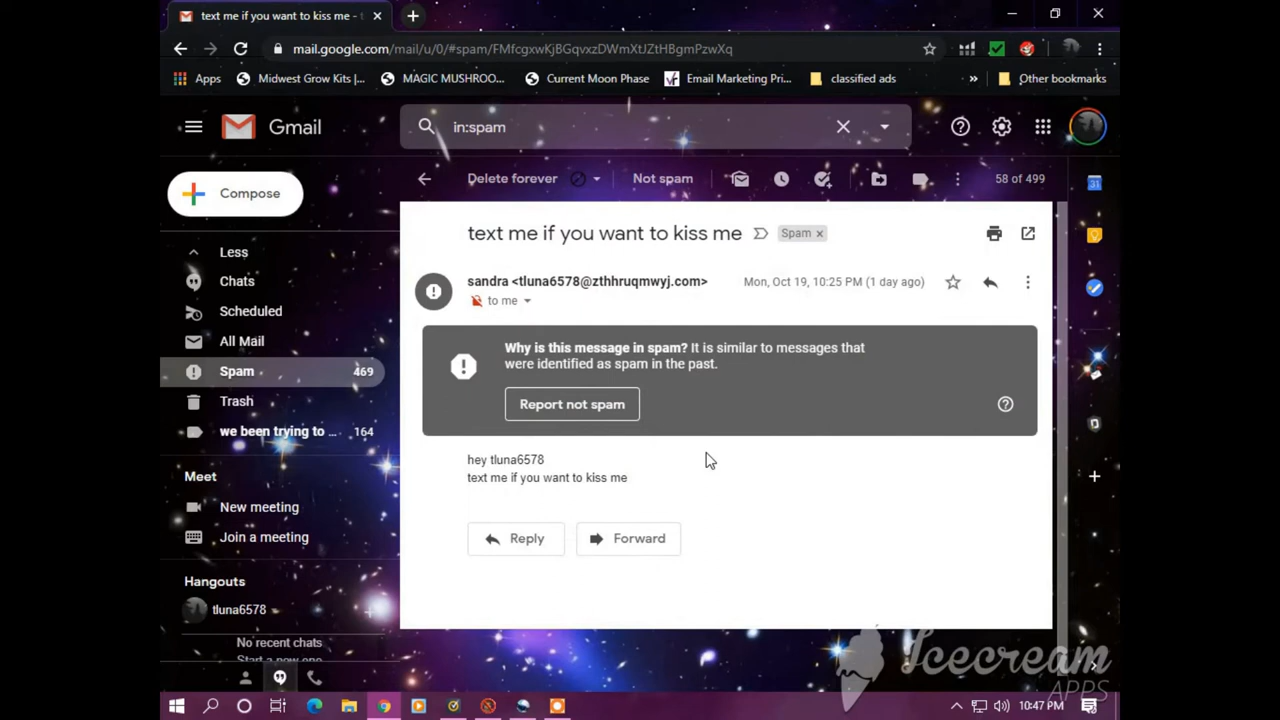 text me if you want to kiss me - t
mail.google.com/mail/u/0/#spam/FMfcgxwKjBGqvxzDWmXtJZtHBgmPzwXq
Apps Midwest Grow Kits |... MAGIC MUSHROO... Current Moon Phase Email Marketing Pri... classified ads » Other bookmarks
Gmail
in:spam
Compose
Less
Chats
Scheduled
All Mail
Spam 469
Trash
we been trying to ... 164
Meet
New meeting
Join a meeting
Hangouts
tluna6578
No recent chats
Start a new one
Delete forever Not spam 58 of 499
text me if you want to kiss me Spam x
sandra <tluna6578@zthhruqmwyj.com> Mon, Oct 19, 10:25 PM (1 day ago)
to me
Why is this message in spam? It is similar to messages that
were identified as spam in the past.
Report not spam
hey tluna6578
text me if you want to kiss me
Reply Forward
31
Icecream
APPS
10:47 PM